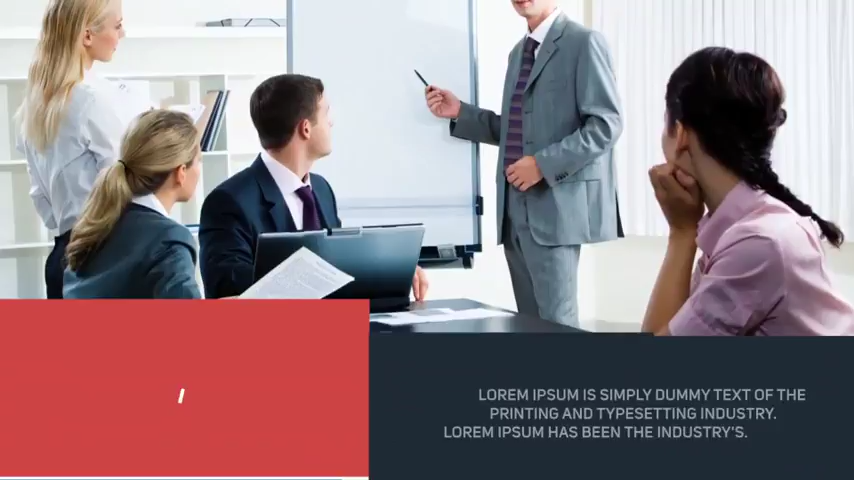 LOREM IPSUM IS SIMPLY DUMMY TEXT OF THE
PRINTING AND TYPESETTING INDUSTRY.
LOREM IPSUM HAS BEEN THE INDUSTRY'S.